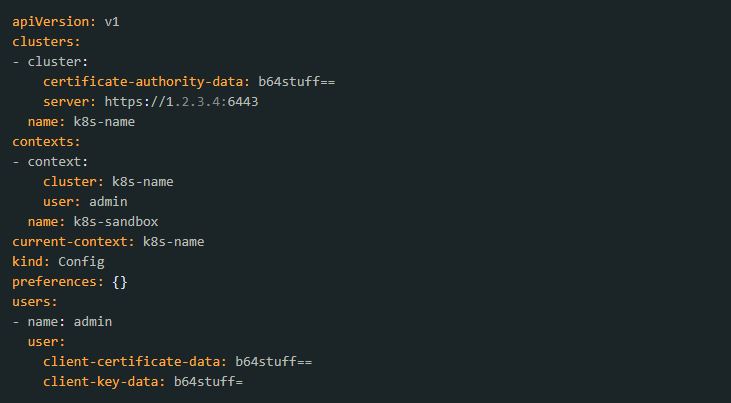 apiVersion: v1
clusters:
- cluster:
    certificate-authority-data: b64stuff==
    server: https://1.2.3.4:6443
  name: k8s-name
contexts:
- context:
    cluster: k8s-name
    user: admin
  name: k8s-sandbox
current-context: k8s-name
kind: Config
preferences: {}
users:
- name: admin
  user:
    client-certificate-data: b64stuff==
    client-key-data: b64stuff=